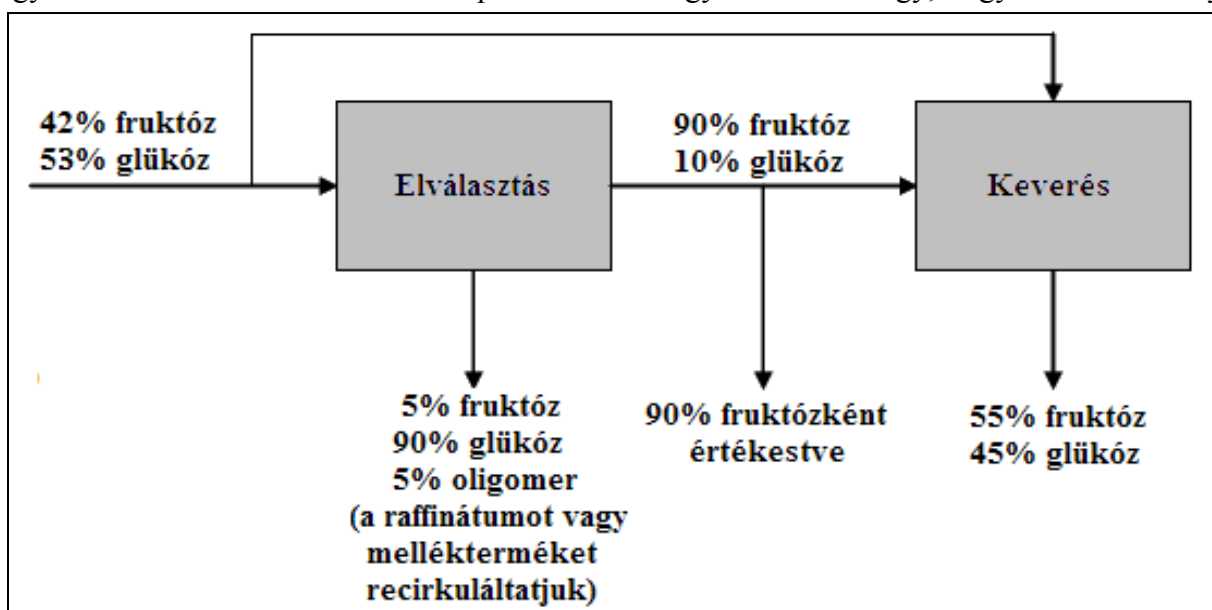 42% fruktóz
53% glükóz
Elválasztás
90% fruktóz
10% glükóz
Keverés
5% fruktóz
90% glükóz
5% oligomer
(a raffinátumot vagy
mellékterméket
recirkuláltatjuk)
90% fruktózként
értékestve
55% fruktóz
45% glükóz